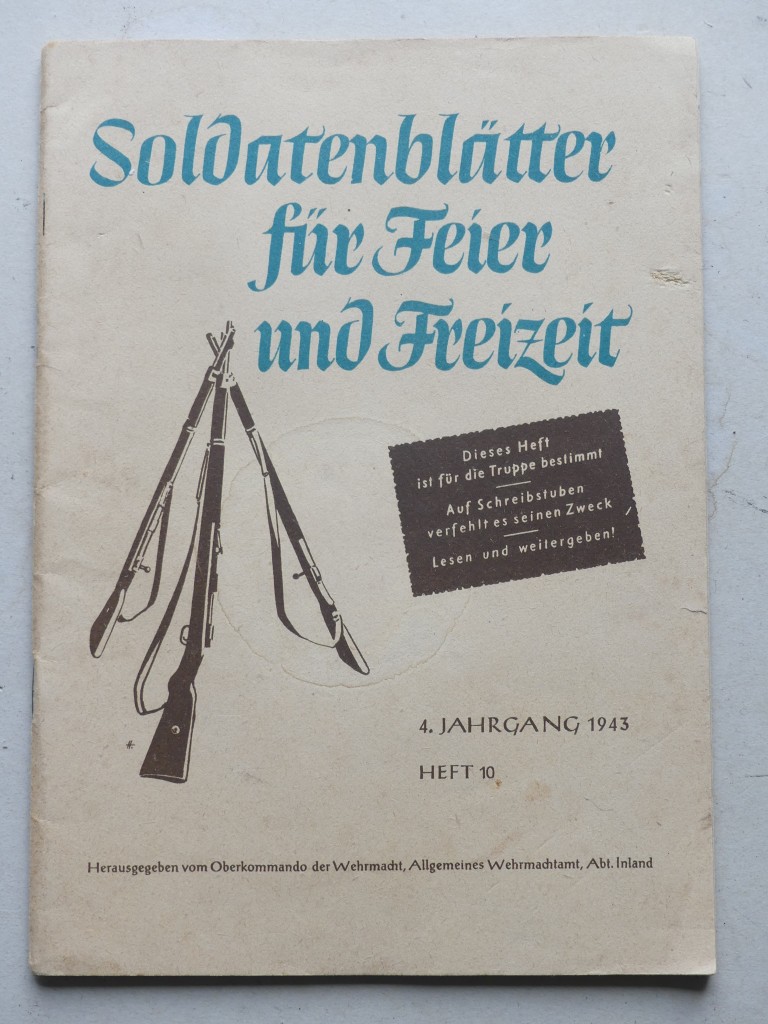 Soldatenblätter
für Feier
und Freizeit
Dieses Heft
ist für die Truppe bestimmt
Auf Schreibstuben
verfehlt es seinen Zweck
Lesen und weitergeben!
4. JAHRGANG 1943
HEFT 10
Herausgegeben vom Oberkommando der Wehrmacht, Allgemeines Wehrmachtamt, Abt. Inland